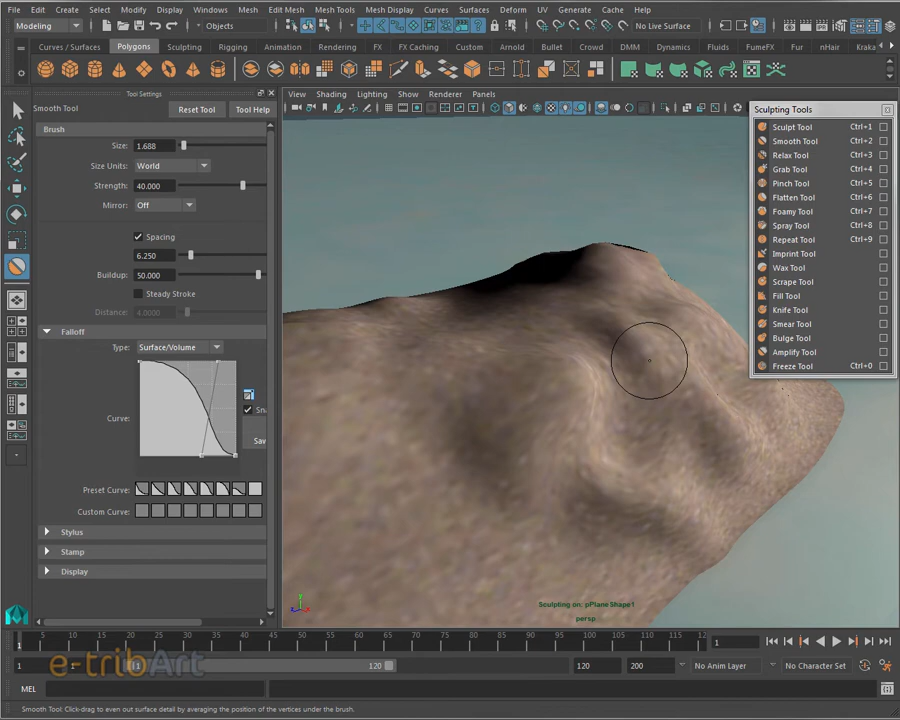 File Edit Create Select Modify Display Windows Mesh Edit Mesh Mesh Tools Mesh Display Curves Surfaces Deform UV Generate Cache Help
Modeling Objects No Live Surface
Curves / Surfaces Polygons Sculpting Rigging Animation Rendering FX FX Caching Custom Arnold Bullet Crowd DMM Dynamics Fluids FumeFX Fur nHair Kraka
Tool Settings
Smooth Tool Reset Tool Tool Help
Brush
Size: 1.688
Size Units: World
Strength: 40.000
Mirror: Off
Spacing
6.250
Buildup: 50.000
Steady Stroke
Distance: 4.0000
Falloff
Type: Surface/Volume
Curve:
Sna
Sav
Preset Curve:
Custom Curve:
Stylus
Stamp
Display
View Shading Lighting Show Renderer Panels
Sculpting Tools
Sculpt Tool Ctrl+1
Smooth Tool Ctrl+2
Relax Tool Ctrl+3
Grab Tool Ctrl+4
Pinch Tool Ctrl+5
Flatten Tool Ctrl+6
Foamy Tool Ctrl+7
Spray Tool Ctrl+8
Repeat Tool Ctrl+9
Imprint Tool
Wax Tool
Scrape Tool
Fill Tool
Knife Tool
Smear Tool
Bulge Tool
Amplify Tool
Freeze Tool Ctrl+0
y
z x
Sculpting on: pPlaneShape1
persp
5 10 15 20 25 30 35 40 45 50 55 60 65 70 75 80 85 90 95 100 105 110 115 12
1 1
1 1 1 120 120 200 No Anim Layer No Character Set
e-tribArt
MEL
Smooth Tool: Click-drag to even out surface detail by averaging the position of the vertices under the brush.